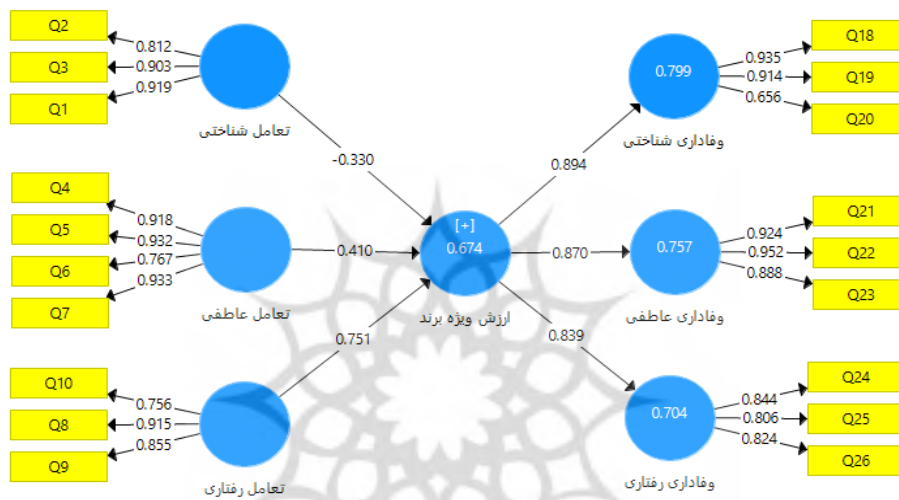 Q2
Q3
Q1
0.812
0.903
0.919
تعامل شناختی
-0.330
Q4
Q5
Q6
Q7
0.918
0.932
0.767
0.933
تعامل عاطفی
0.410
Q10
Q8
Q9
0.756
0.915
0.855
تعامل رفتاری
0.751
[+]
0.674
ارزش ویژه برند
0.894
0.870
0.839
0.799
وفاداری شناختی
0.935
0.914
0.656
Q18
Q19
Q20
0.757
وفاداری عاطفی
0.924
0.952
0.888
Q21
Q22
Q23
0.704
وفاداری رفتاری
0.844
0.806
0.824
Q24
Q25
Q26